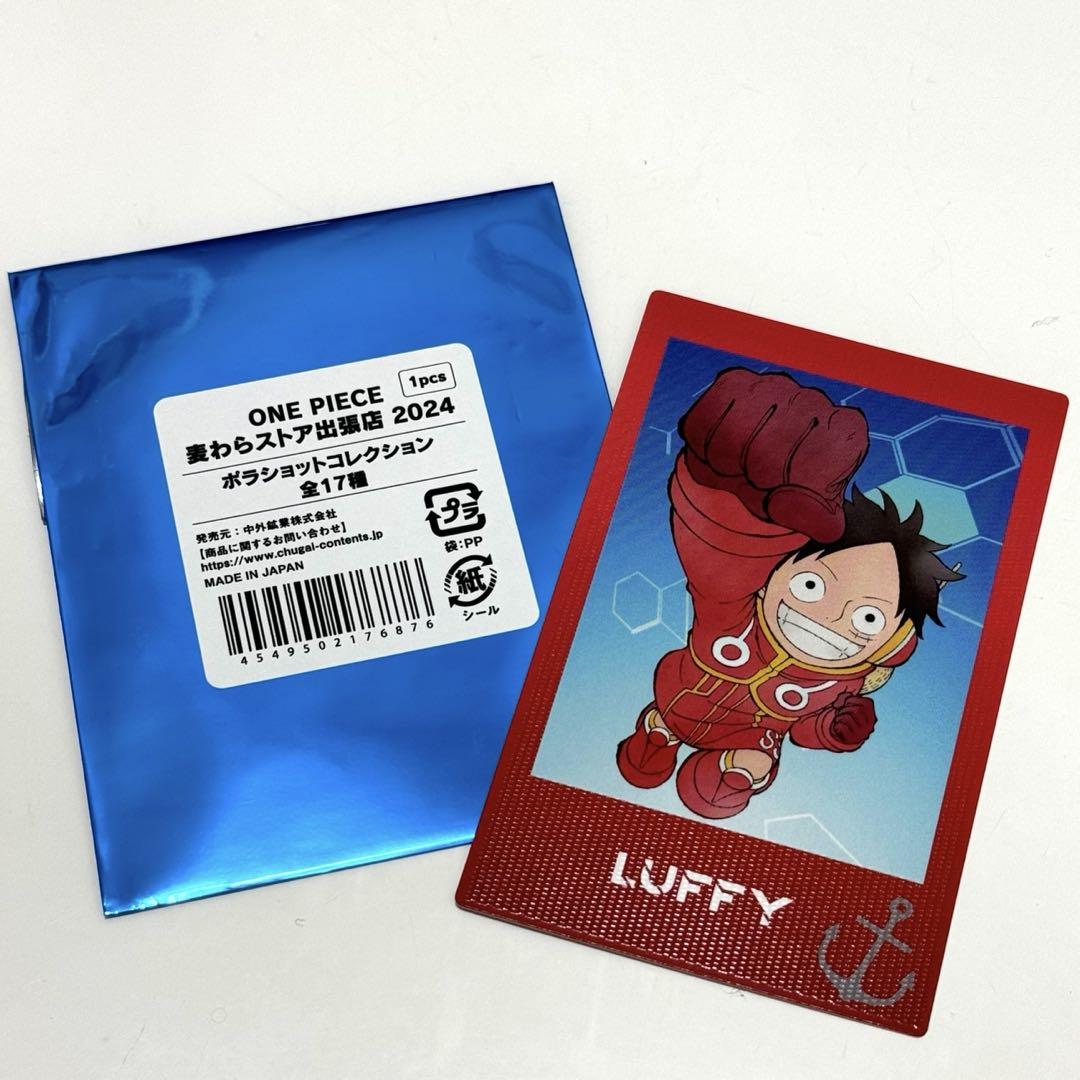 ONE PIECE
1pcs
麦わらストア出張店 2024
ポラショットコレクション
全17種
発売元：中外鉱業株式会社
【商品に関するお問い合わせ】
https://www.chugai-contents.jp
MADE IN JAPAN
プラ
袋:PP
紙
シール
4549502176876
LUFFY